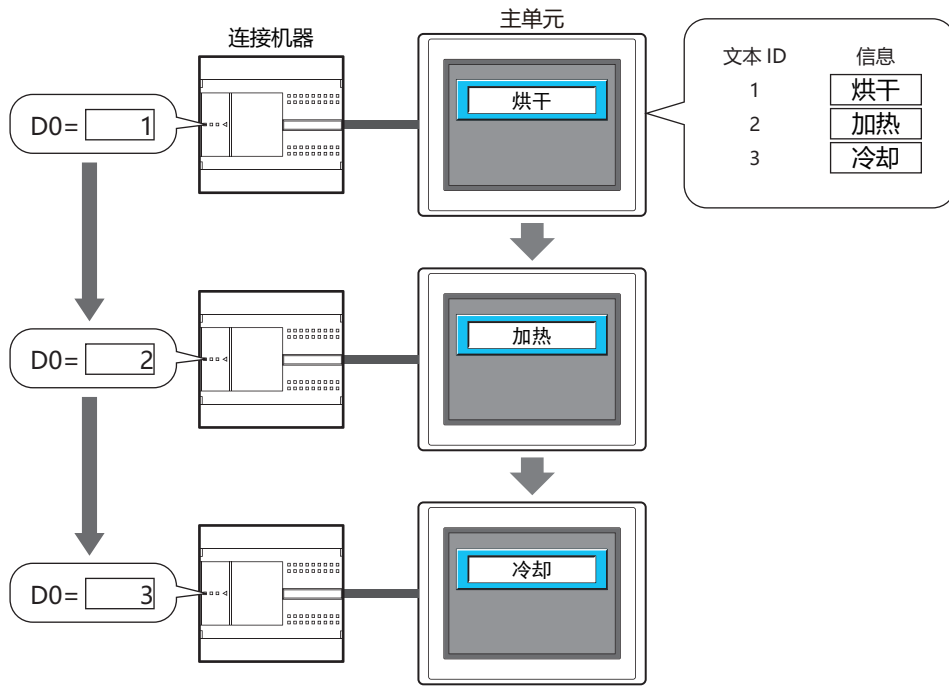 连接机器
主单元
文本 ID 信息
1 烘干
2 加热
3 冷却
D0= 1
烘干
D0= 2
加热
D0= 3
冷却